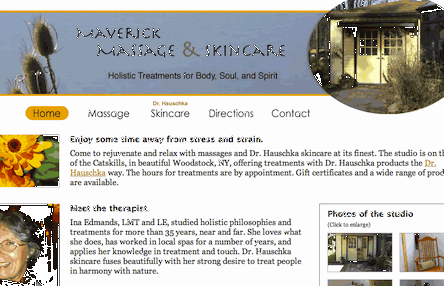 MAVERICK
MASSAGE & SKINCARE
Holistic Treatments for Body, Soul, and Spirit
Dr. Hauschka
Home Massage Skincare Directions Contact
Enjoy some time away from stress and strain.
Come to rejuvenate and relax with massages and Dr. Hauschka skincare at its finest. The studio is on t
of the Catskills, in beautiful Woodstock, NY, offering treatments with Dr. Hauschka products the Dr.
Hauschka way. The hours for treatments are by appointment. Gift certificates and a wide range of prod
are available.
Meet the therapist.
Ina Edmands, LMT and LE, studied holistic philosophies and
treatments for more than 35 years, near and far. She loves what
she does, has worked in local spas for a number of years, and
applies her knowledge in treatment and touch. Dr. Hauschka
skincare fuses beautifully with her strong desire to treat people
in harmony with nature.
Photos of the studio
(Click to enlarge)